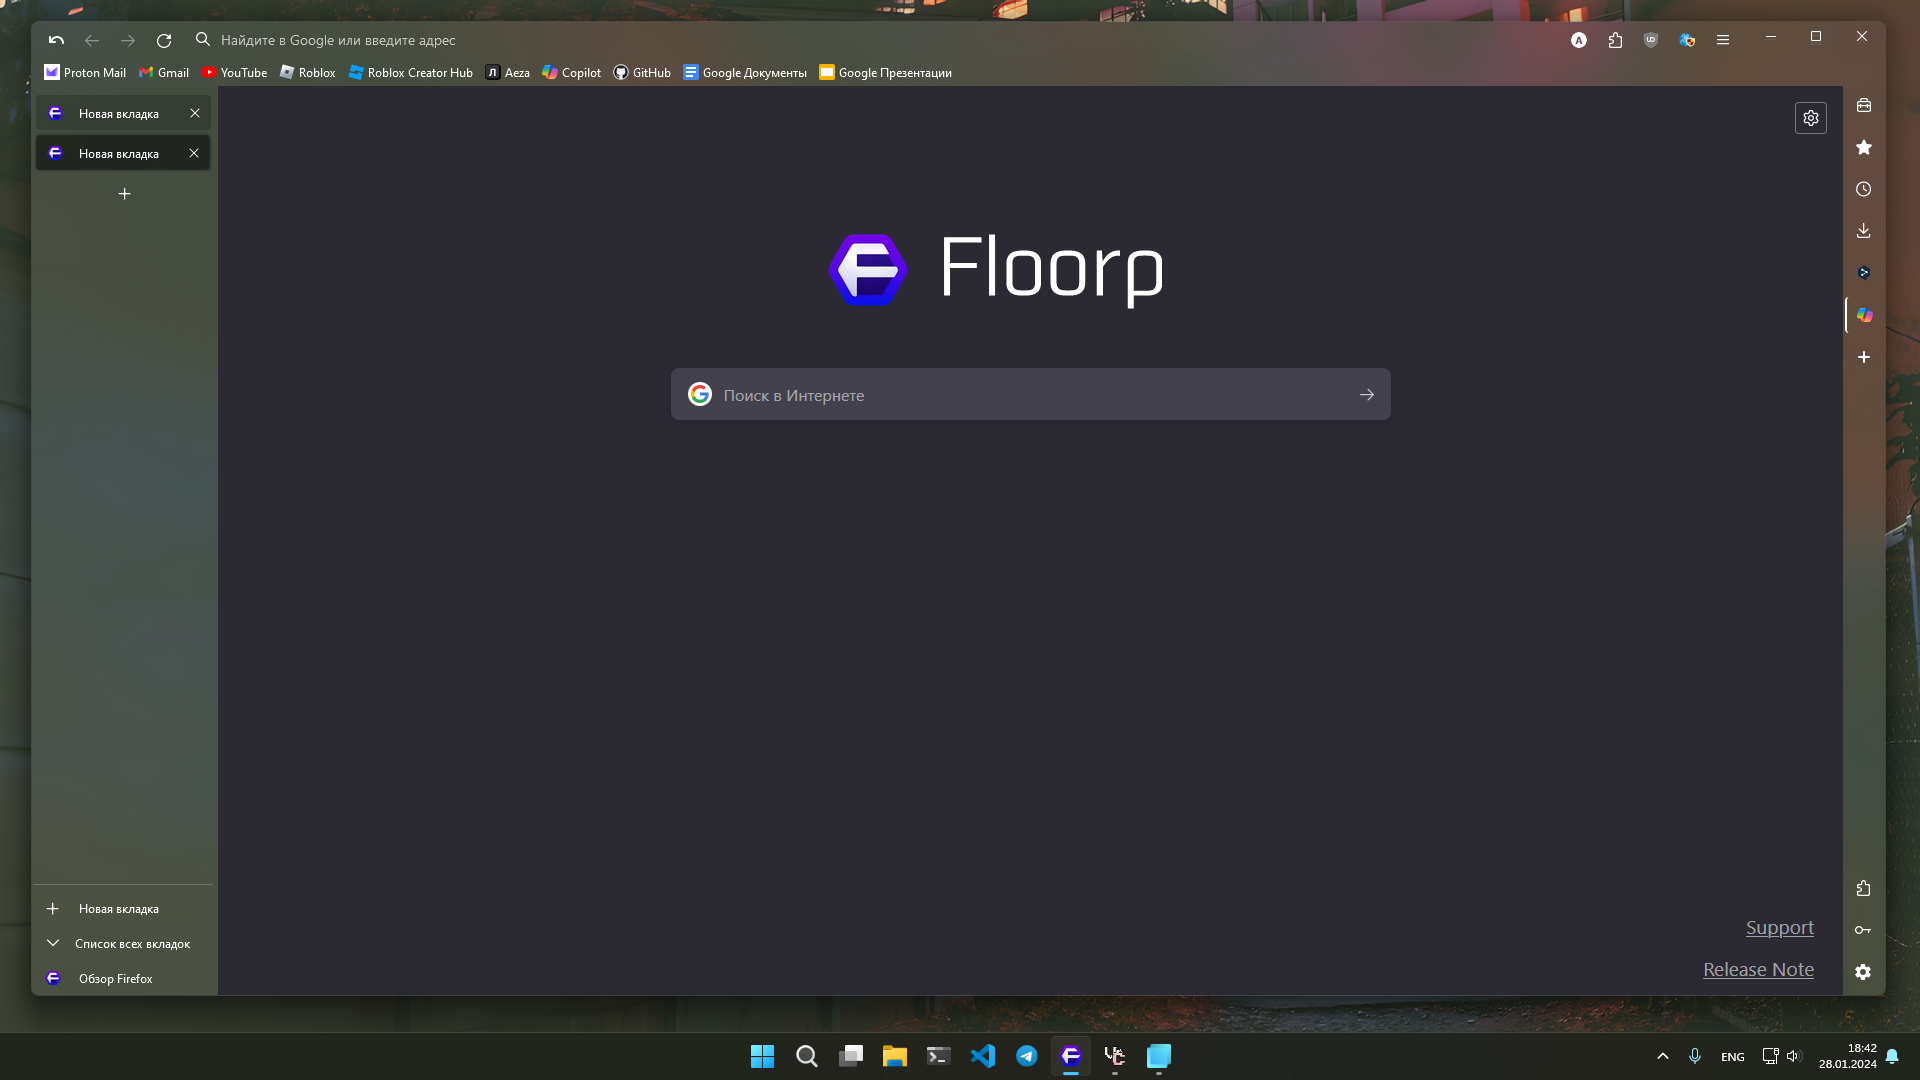 Найдите в Google или введите адрес
A
Proton Mail Gmail YouTube Roblox Roblox Creator Hub Aeza Copilot GitHub Google Документы Google Презентации
Новая вкладка
Новая вкладка
Floorp
Поиск в Интернете
Support
Release Note
Новая вкладка
Список всех вкладок
Обзор Firefox
ENG
18:42
28.01.2024